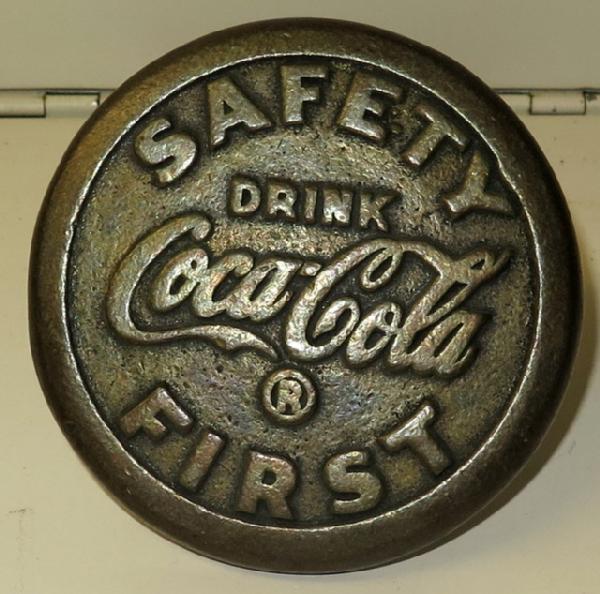 SAFETY
DRINK
Coca-Cola
®
FIRST